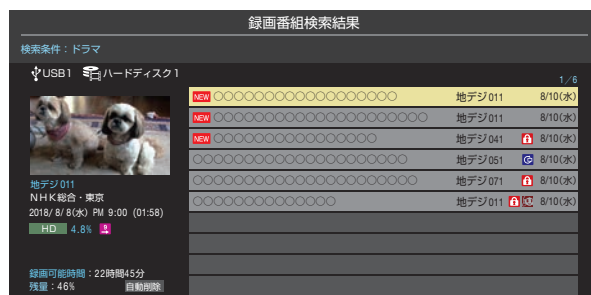 録画番組検索結果
検索条件：ドラマ
USB1 ハードディスク1
1/6
NEW ○○○○○○○○○○○○○○○○○○ 地デジ011 8/10(水)
NEW ○○○○○○○○○○○○○○○○○○○○○ 地デジ011 8/10(水)
NEW ○○○○○○○○○○○○○○○○ 地デジ041 8/10(水)
○○○○○○○○○○○○○○○○○○○○○ 地デジ051 8/10(水)
○○○○○○○○○○○○○○○○○○○○○○ 地デジ071 8/10(水)
○○○○○○○○○○○○○○ 地デジ011 8/10(水)
地デジ011
NHK総合・東京
2018/ 8/ 8(水) PM 9:00 (01:58)
HD 4.8%
録画可能時間：22時間45分
残量：46% 自動削除